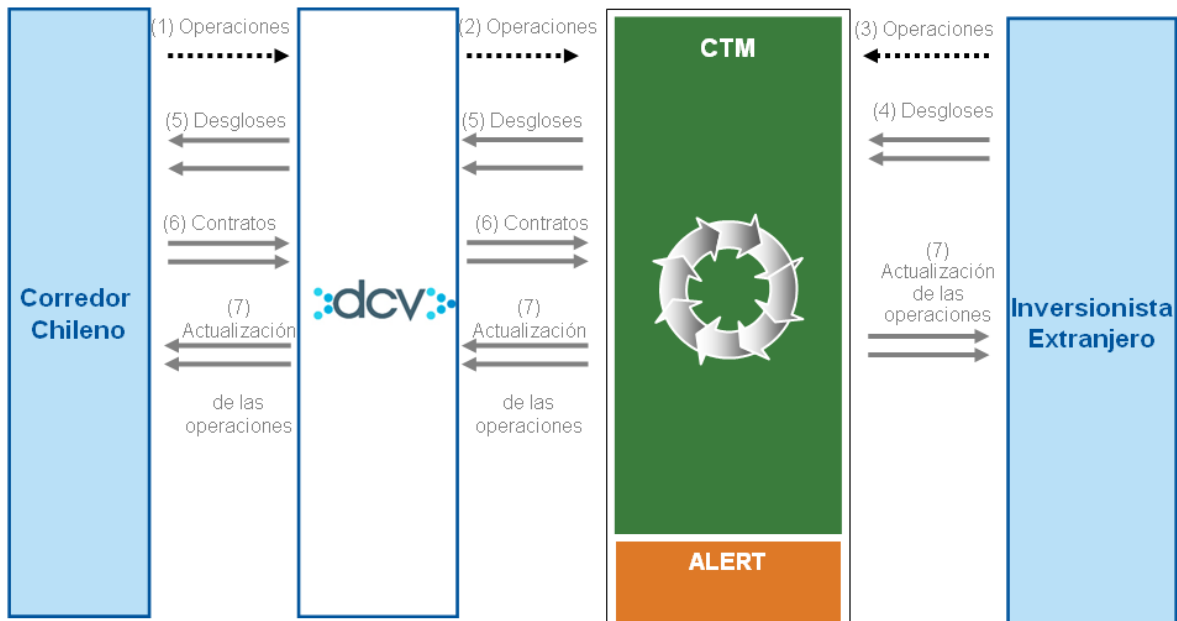 (1) Operaciones
(2) Operaciones
CTM
(3) Operaciones
(5) Desgloses
(5) Desgloses
(4) Desgloses
(6) Contratos
(6) Contratos
Corredor
Chileno
dcv
(7)
Actualización
de las
operaciones
(7)
Actualización
de las
operaciones
(7)
Actualización
de las
operaciones
Inversionista
Extranjero
ALERT